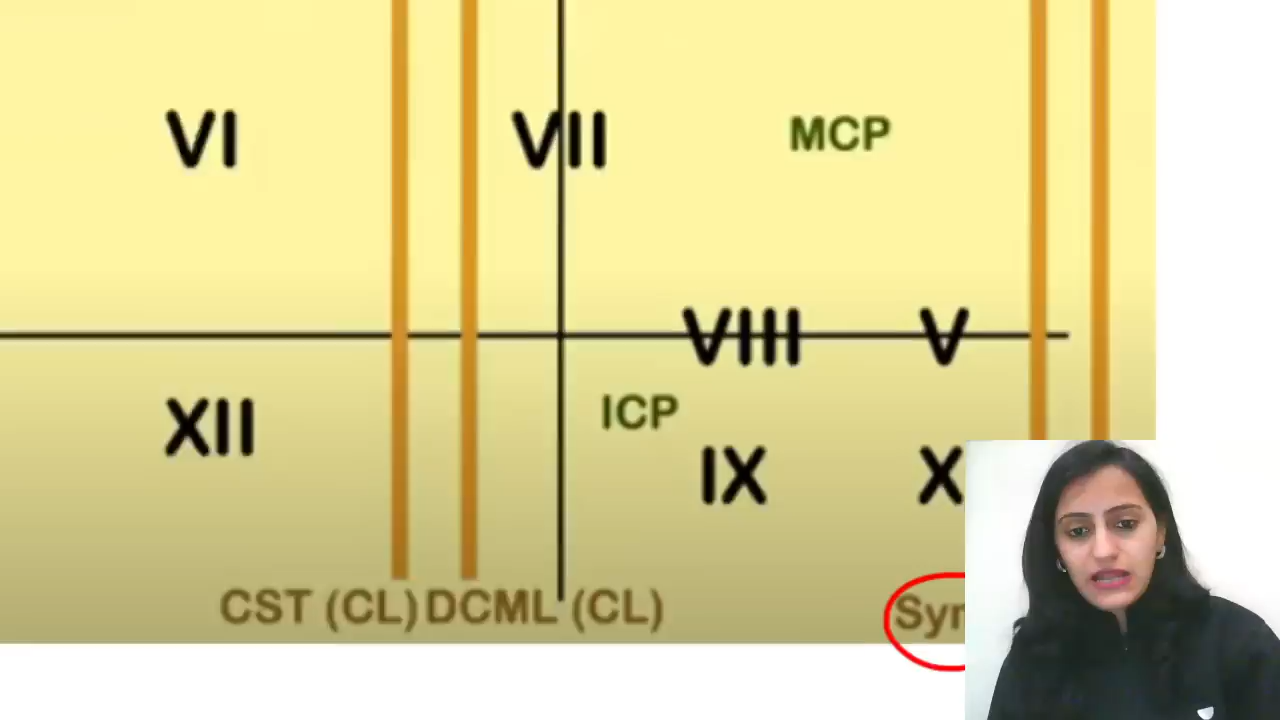 VI VII MCP
VIII V
XII ICP
IX X
CST (CL) DCML (CL)